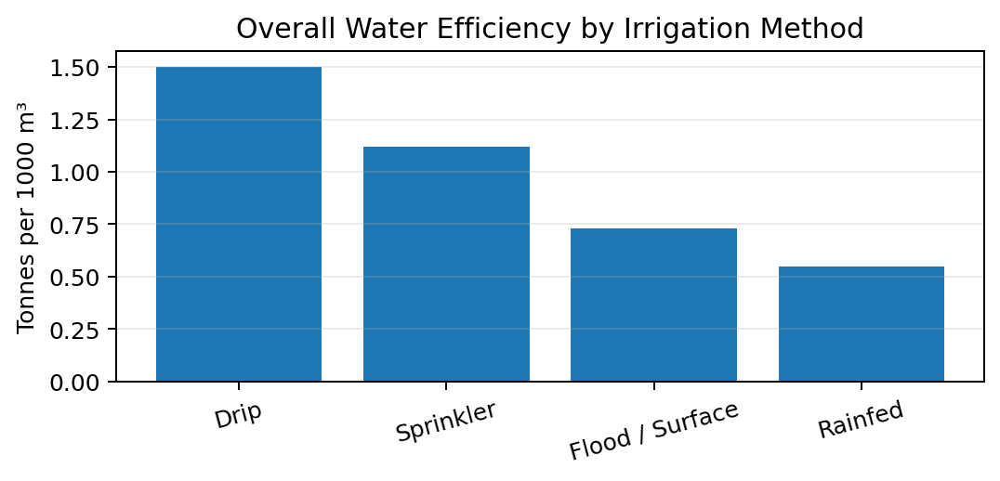 Overall Water Efficiency by Irrigation Method
Tonnes per 1000 m³
1.50
1.25
1.00
0.75
0.50
0.25
0.00
Drip
Sprinkler
Flood / Surface
Rainfed